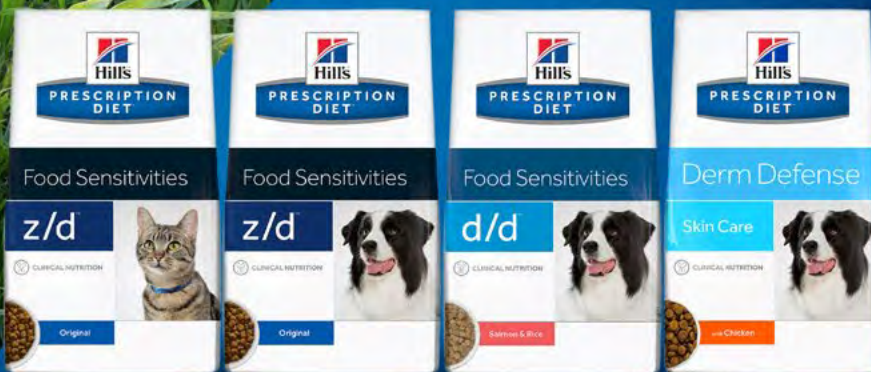 Hill's
PRESCRIPTION
DIET
Food Sensitivities
z/d
CLINICAL NUTRITION
Original
Hill's
PRESCRIPTION
DIET
Food Sensitivities
z/d
CLINICAL NUTRITION
Original
Hill's
PRESCRIPTION
DIET
Food Sensitivities
d/d
CLINICAL NUTRITION
Salmon & Rice
Hill's
PRESCRIPTION
DIET
Derm Defense
Skin Care
CLINICAL NUTRITION
with Chicken